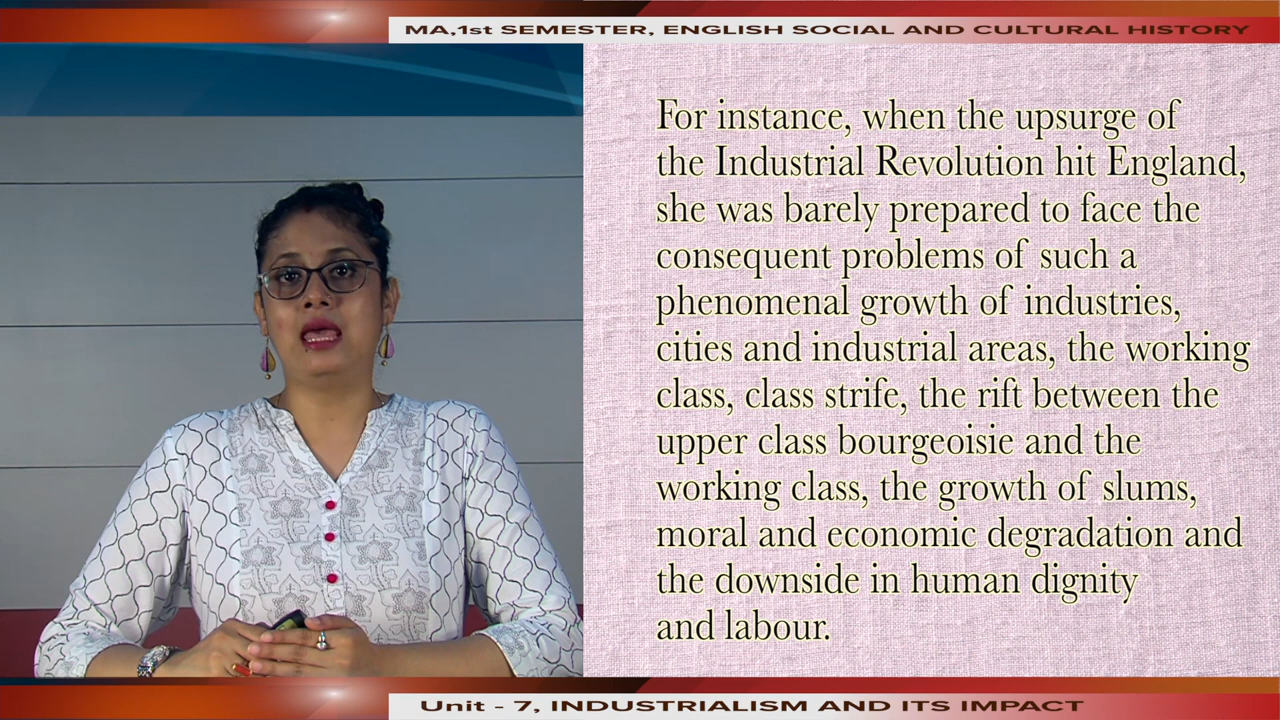 MA,1st SEMESTER, ENGLISH SOCIAL AND CULTURAL HISTORY
For instance, when the upsurge of
the Industrial Revolution hit England,
she was barely prepared to face the
consequent problems of such a
phenomenal growth of industries,
cities and industrial areas, the working
class, class strife, the rift between the
upper class bourgeoisie and the
working class, the growth of slums,
moral and economic degradation and
the downside in human dignity
and labour.
Unit - 7, INDUSTRIALISM AND ITS IMPACT